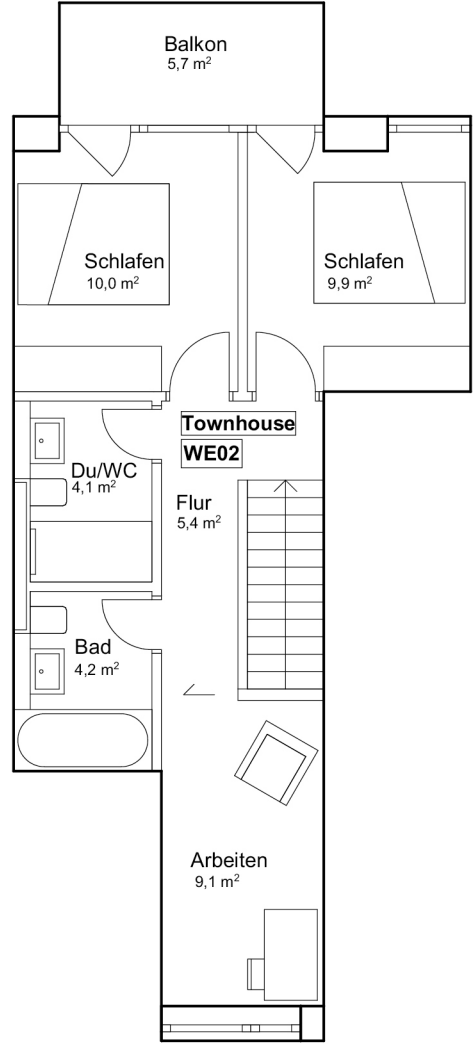 Balkon
5,7 m²
Schlafen
10,0 m²
Schlafen
9,9 m²
Townhouse
WE02
Du/WC
4,1 m²
Flur
5,4 m²
Bad
4,2 m²
Arbeiten
9,1 m²